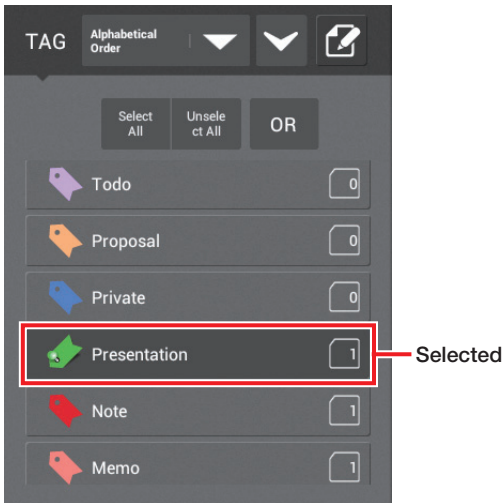 TAG
Alphabetical
Order
Select
All
Unsele
ct All
OR
Todo 0
Proposal 0
Private 0
Presentation 1
Selected
Note 1
Memo 1